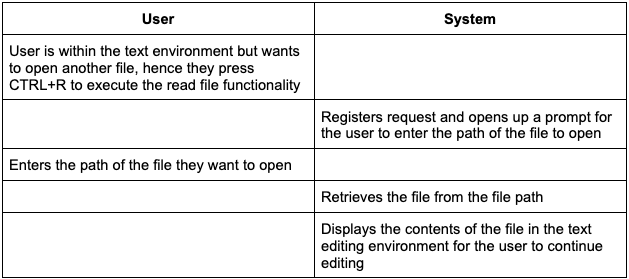 User
System
User is within the text environment but wants
to open another file, hence they press
CTRL+R to execute the read file functionality
Registers request and opens up a prompt for
the user to enter the path of the file to open
Enters the path of the file they want to open
Retrieves the file from the file path
Displays the contents of the file in the text
editing environment for the user to continue
editing